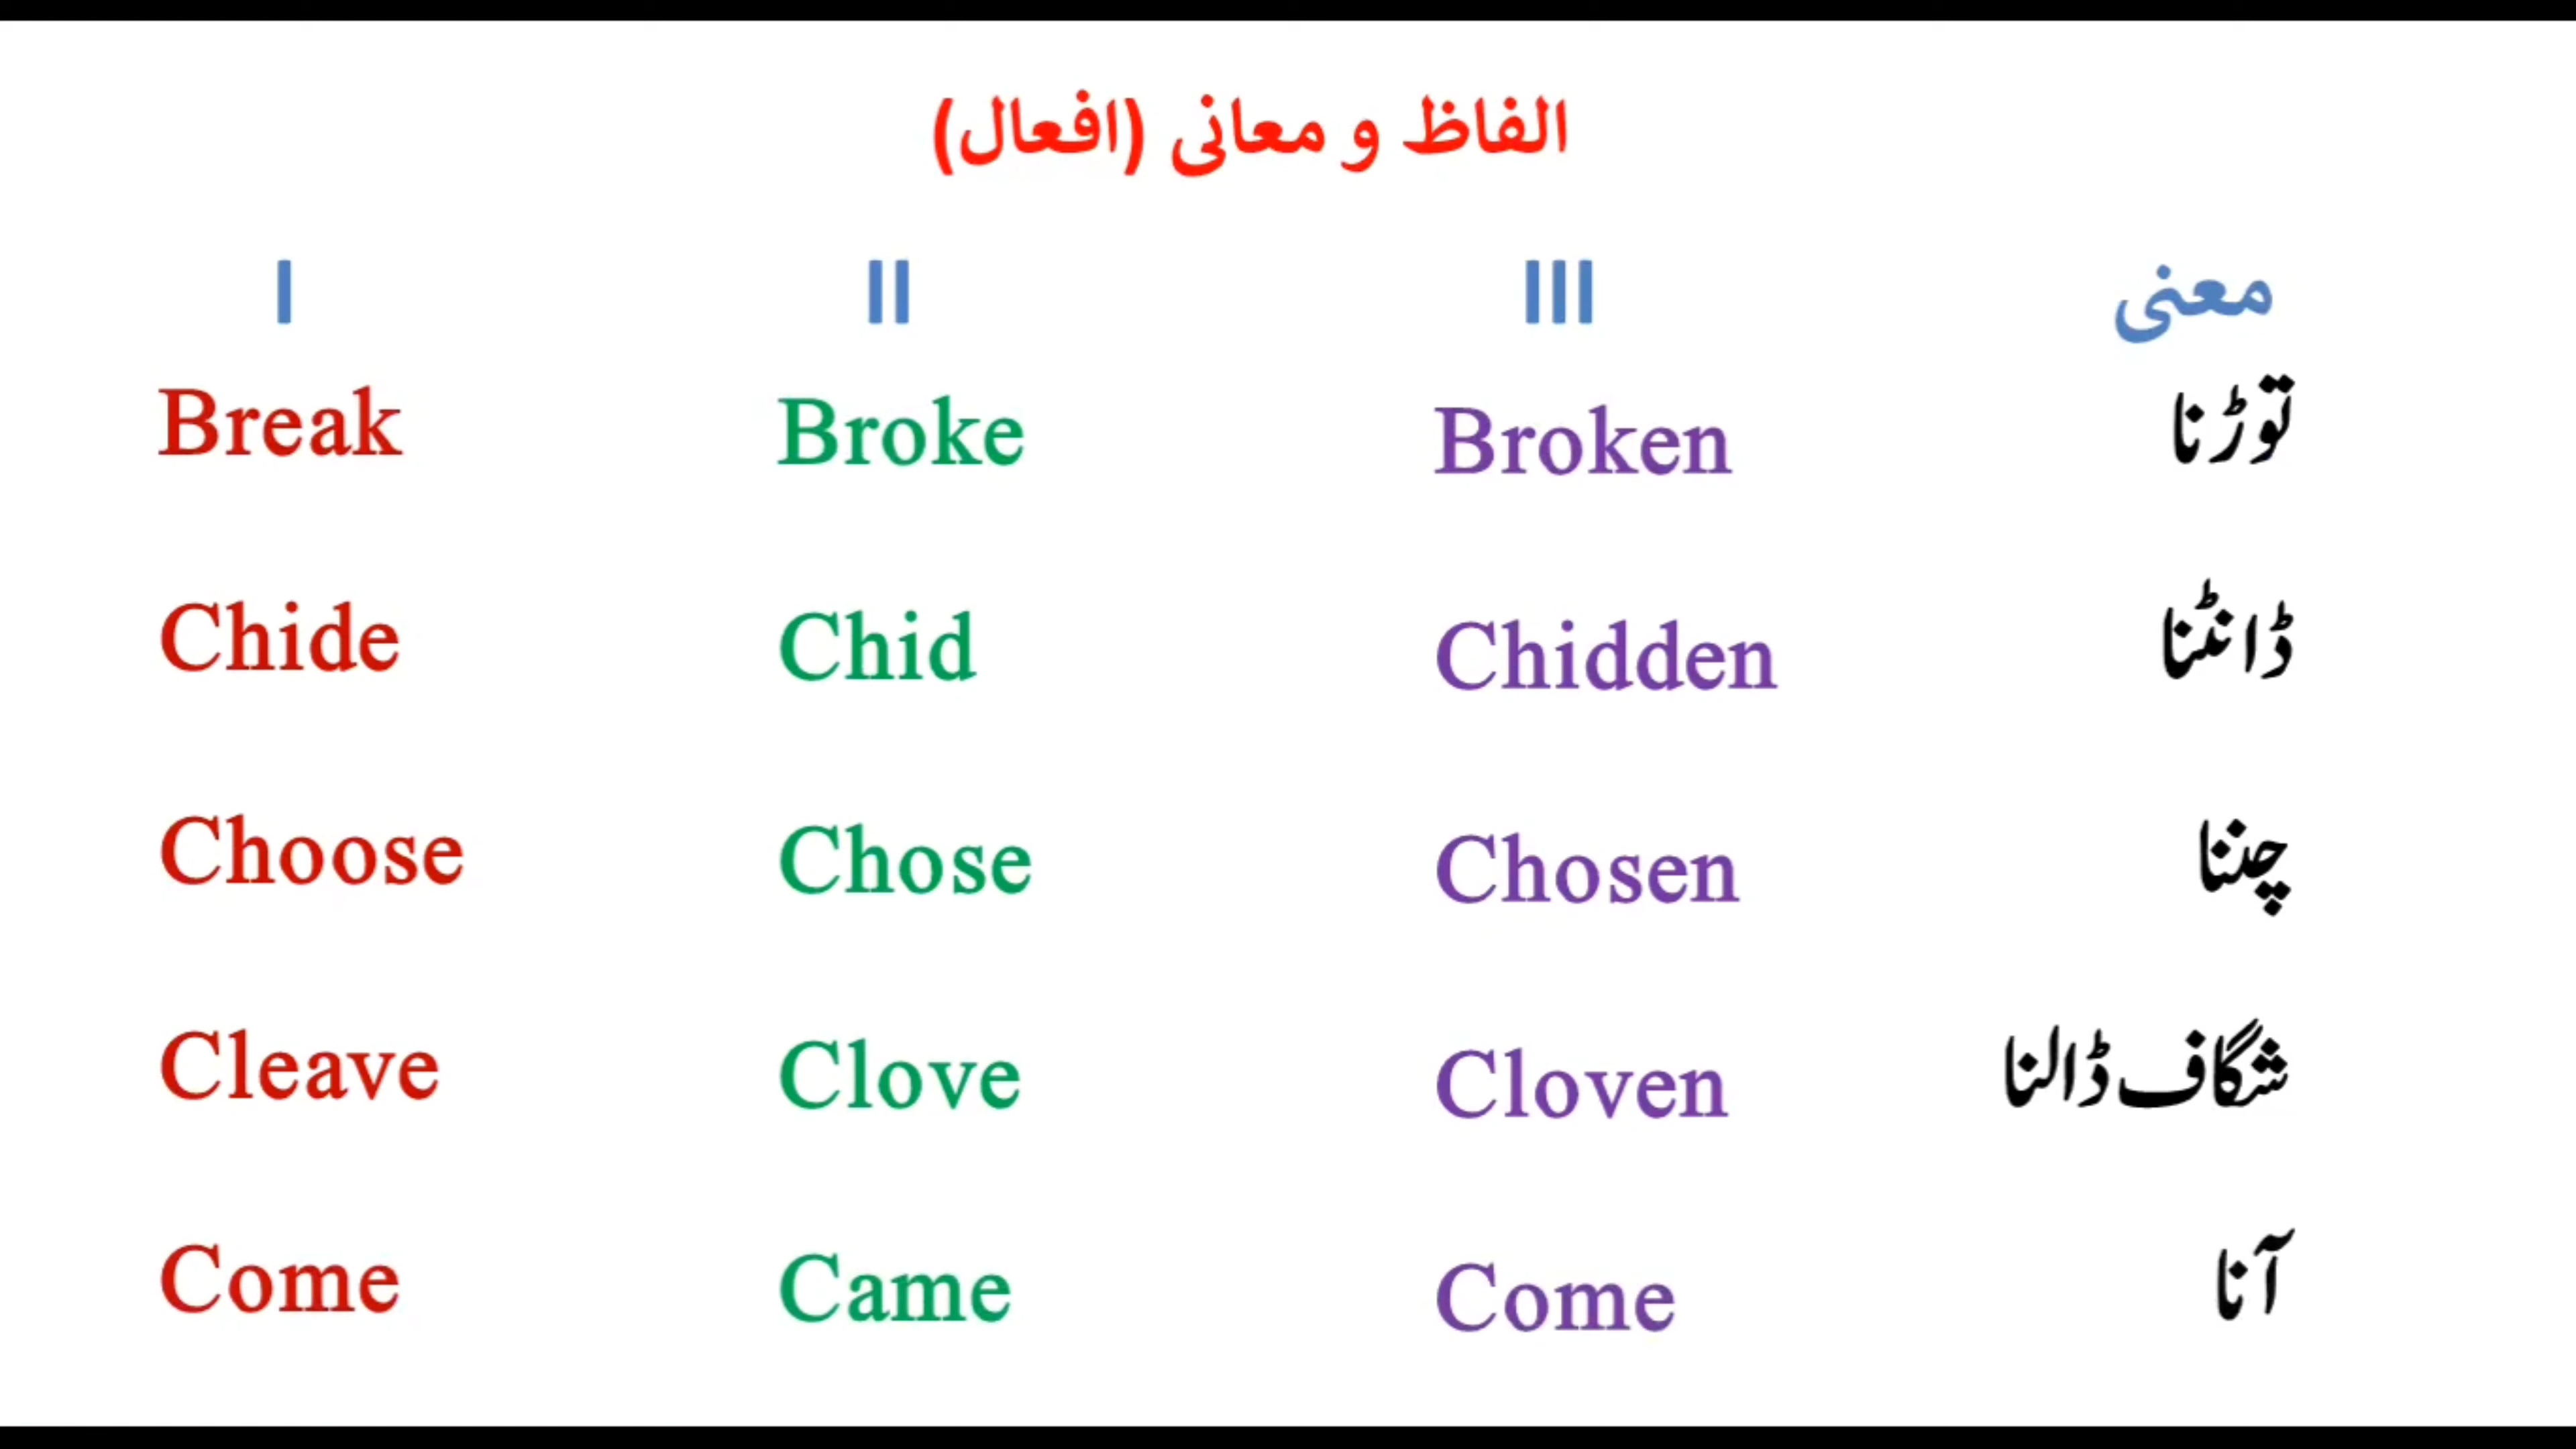 الفاظ و معانی (افعال)
I II III معنی
Break Broke Broken توڑنا
Chide Chid Chidden ڈانٹنا
Choose Chose Chosen چننا
Cleave Clove Cloven شگاف ڈالنا
Come Came Come آنا